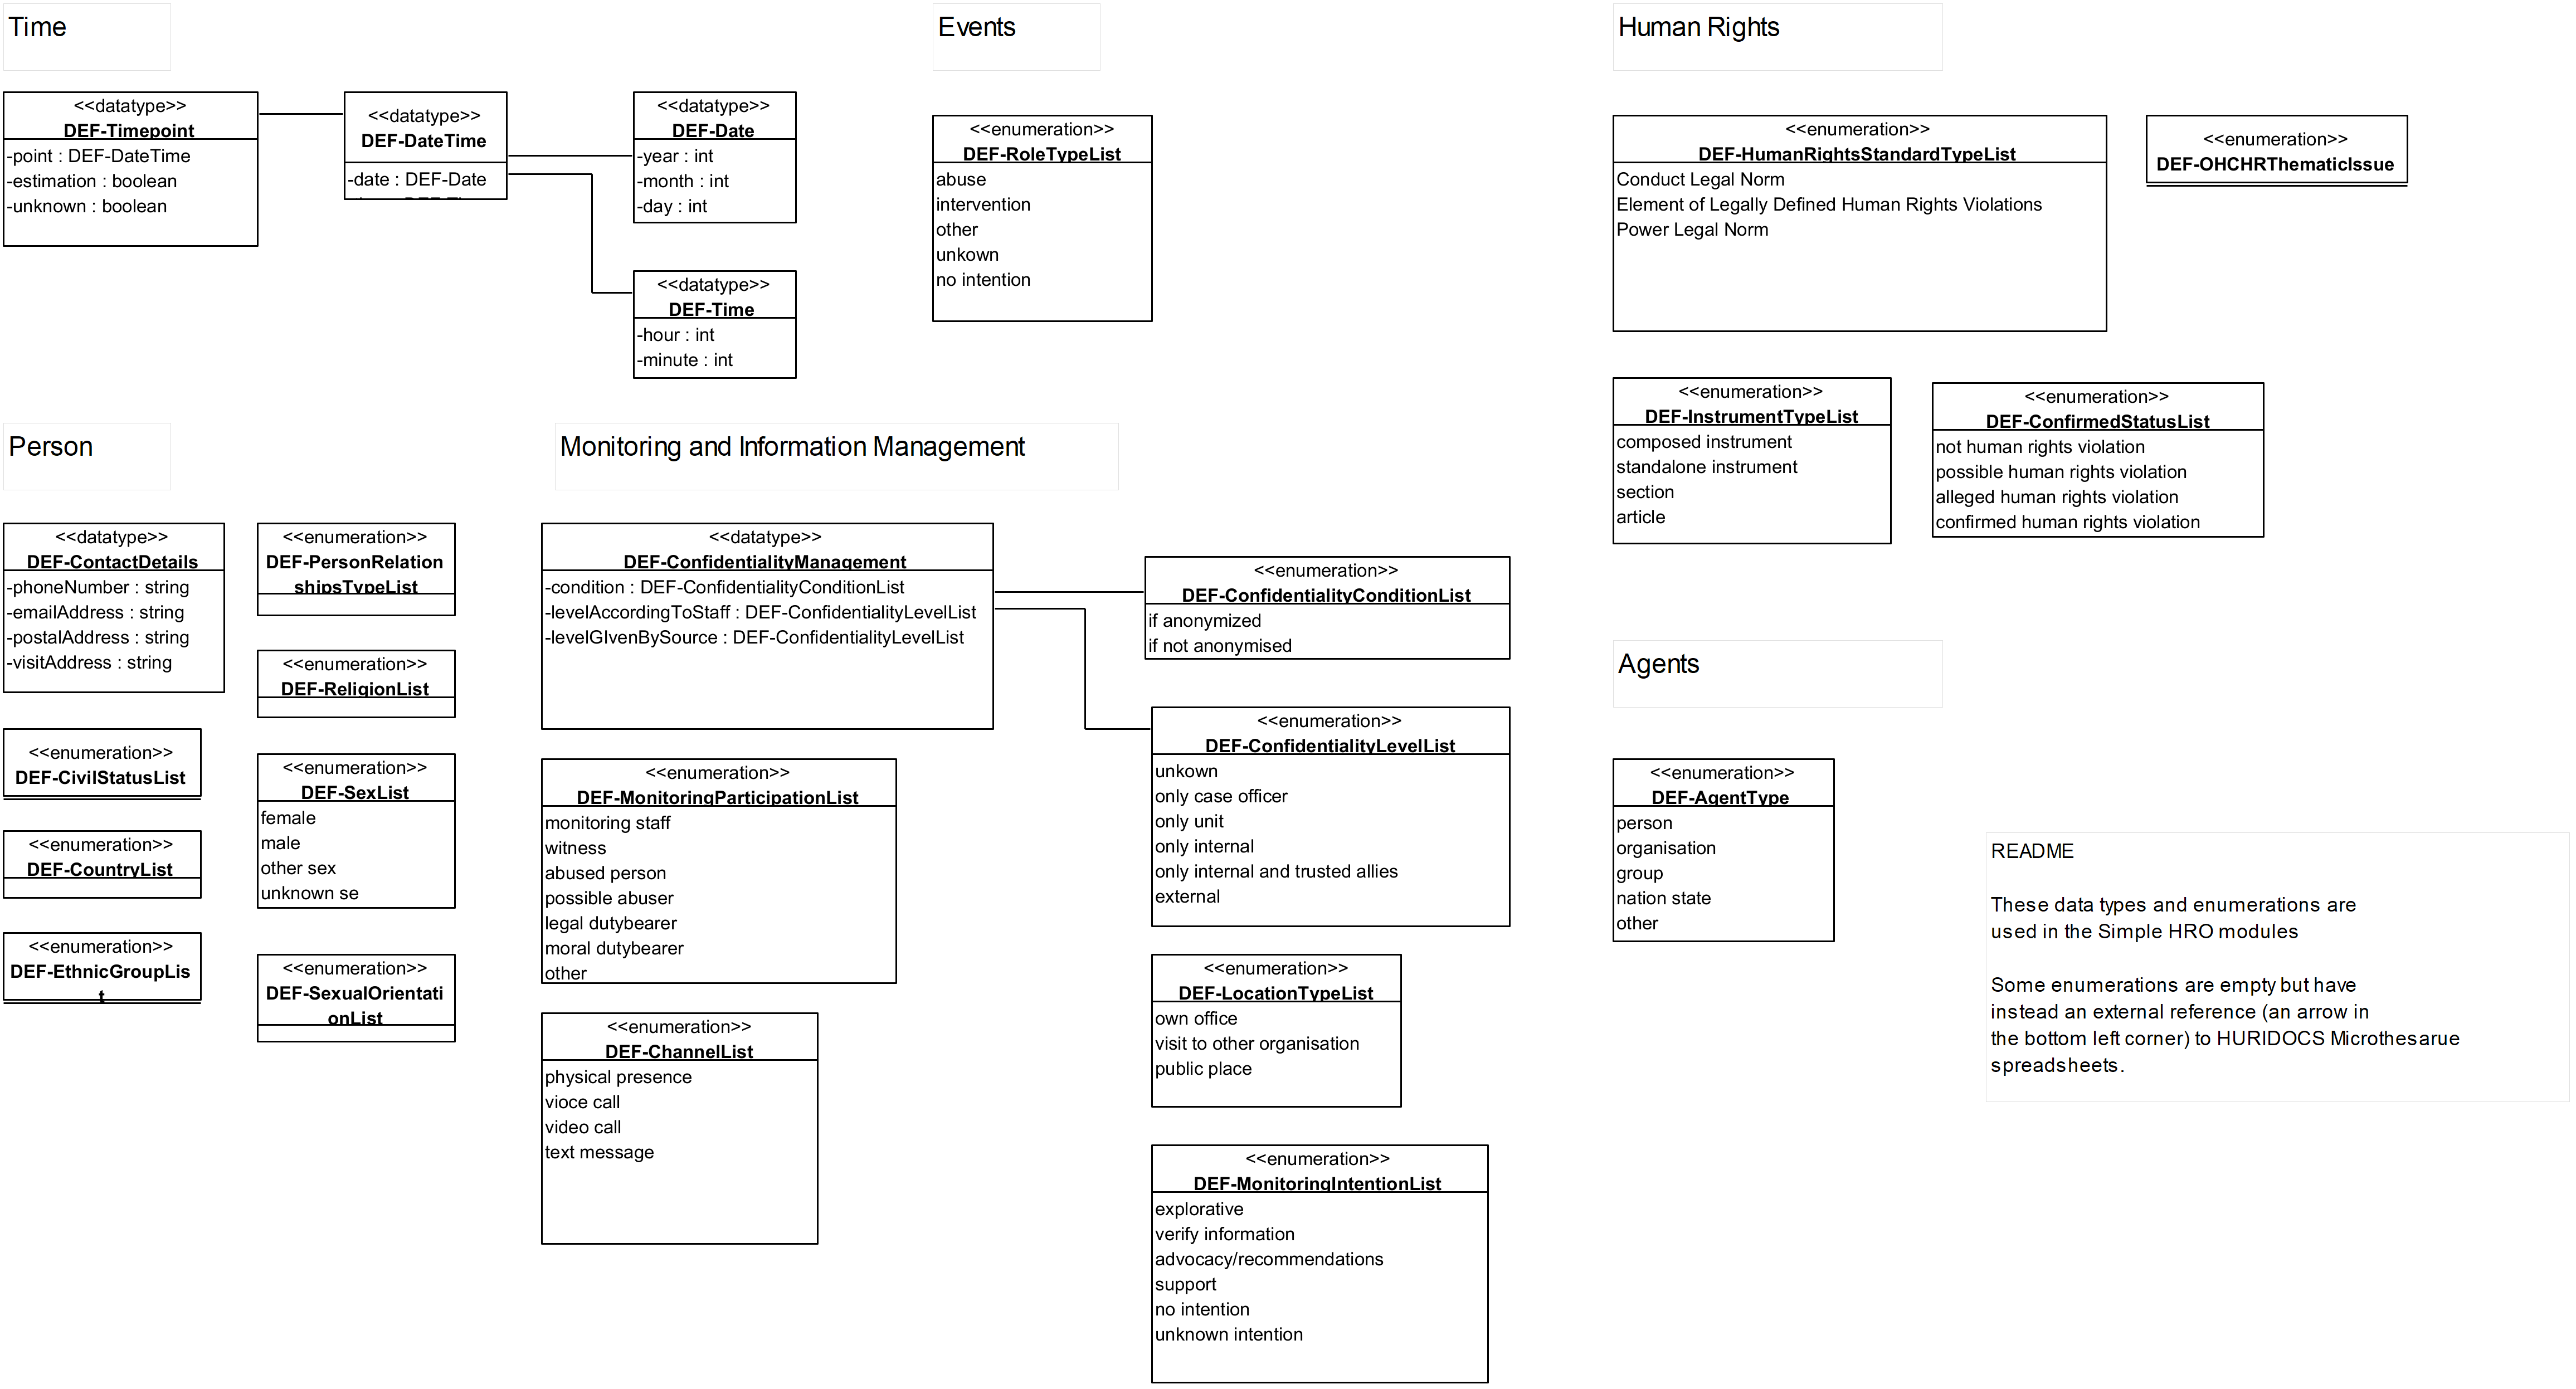 Time
<<datatype>>
DEF-Timepoint
-point : DEF-DateTime
-estimation : boolean
-unknown : boolean
<<datatype>>
DEF-DateTime
-date : DEF-Date
<<datatype>>
DEF-Date
-year : int
-month : int
-day : int
<<datatype>>
DEF-Time
-hour : int
-minute : int
Events
<<enumeration>>
DEF-RoleTypeList
abuse
intervention
other
unkown
no intention
Human Rights
<<enumeration>>
DEF-HumanRightsStandardTypeList
Conduct Legal Norm
Element of Legally Defined Human Rights Violations
Power Legal Norm
<<enumeration>>
DEF-OHCHRThematicIssue
<<enumeration>>
DEF-InstrumentTypeList
composed instrument
standalone instrument
section
article
<<enumeration>>
DEF-ConfirmedStatusList
not human rights violation
possible human rights violation
alleged human rights violation
confirmed human rights violation
Person
<<datatype>>
DEF-ContactDetails
-phoneNumber : string
-emailAddress : string
-postalAddress : string
-visitAddress : string
<<enumeration>>
DEF-CivilStatusList
<<enumeration>>
DEF-CountryList
<<enumeration>>
DEF-EthnicGroupLis
t
<<enumeration>>
DEF-PersonRelation
shipsTypeList
<<enumeration>>
DEF-ReligionList
<<enumeration>>
DEF-SexList
female
male
other sex
unknown se
<<enumeration>>
DEF-SexualOrientati
onList
Monitoring and Information Management
<<datatype>>
DEF-ConfidentialityManagement
-condition : DEF-ConfidentialityConditionList
-levelAccordingToStaff : DEF-ConfidentialityLevelList
-levelGIvenBySource : DEF-ConfidentialityLevelList
<<enumeration>>
DEF-MonitoringParticipationList
monitoring staff
witness
abused person
possible abuser
legal dutybearer
moral dutybearer
other
<<enumeration>>
DEF-ChannelList
physical presence
vioce call
video call
text message
<<enumeration>>
DEF-ConfidentialityConditionList
if anonymized
if not anonymised
<<enumeration>>
DEF-ConfidentialityLevelList
unkown
only case officer
only unit
only internal
only internal and trusted allies
external
<<enumeration>>
DEF-LocationTypeList
own office
visit to other organisation
public place
<<enumeration>>
DEF-MonitoringIntentionList
explorative
verify information
advocacy/recommendations
support
no intention
unknown intention
Agents
<<enumeration>>
DEF-AgentType
person
organisation
group
nation state
other
README
These data types and enumerations are
used in the Simple HRO modules
Some enumerations are empty but have
instead an external reference (an arrow in
the bottom left corner) to HURIDOCS Microthesarue
spreadsheets.